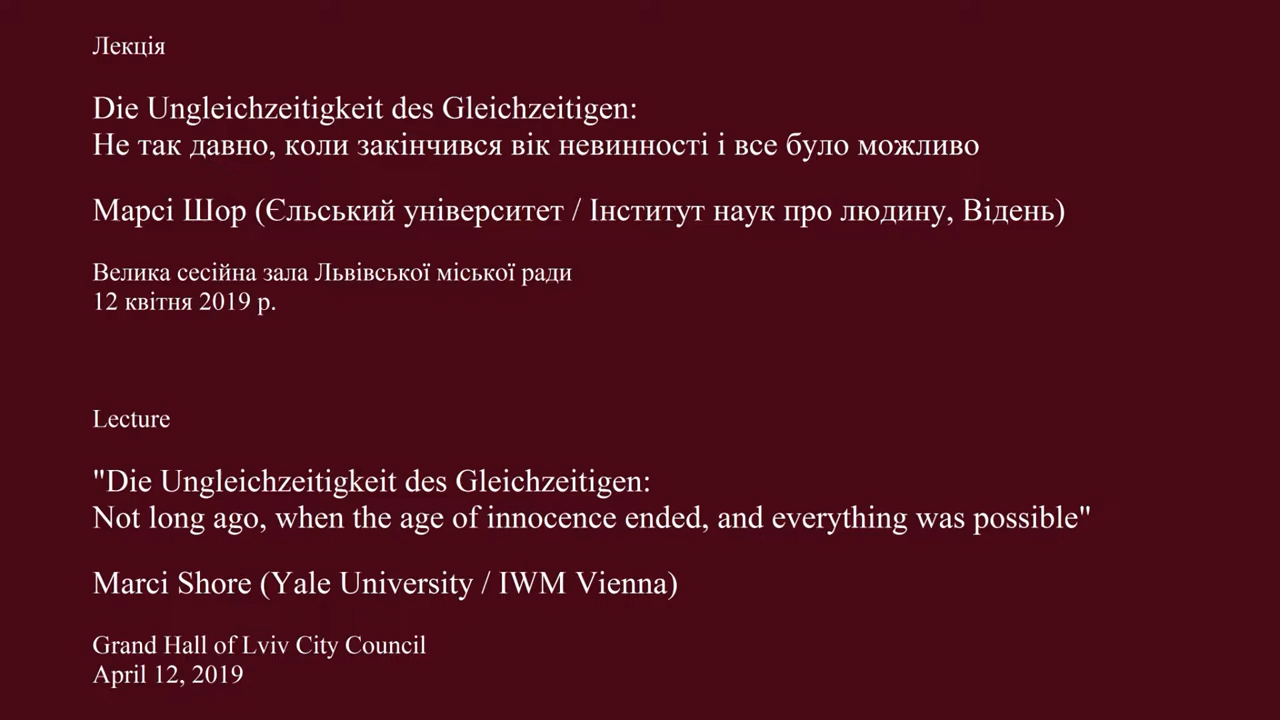 Лекція
Die Ungleichzeitigkeit des Gleichzeitigen:
Не так давно, коли закінчився вік невинності і все було можливо
Марсі Шор (Єльський університет / Інститут наук про людину, Відень)
Велика сесійна зала Львівської міської ради
12 квітня 2019 р.
Lecture
"Die Ungleichzeitigkeit des Gleichzeitigen:
Not long ago, when the age of innocence ended, and everything was possible"
Marci Shore (Yale University / IWM Vienna)
Grand Hall of Lviv City Council
April 12, 2019